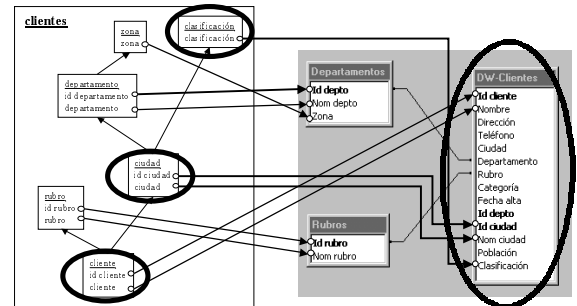 clientes
zona
zona
clasificación
clasificación
departamento
id departamento
departamento
ciudad
id ciudad
ciudad
rubro
id rubro
rubro
cliente
id cliente
cliente
Departamentos
Id depto
Nom depto
Zona
Rubros
Id rubro
Nom rubro
DW-Clientes
Id cliente
Nombre
Dirección
Teléfono
Ciudad
Departamento
Rubro
Categoría
Fecha alta
Id depto
Id ciudad
Nom ciudad
Población
Clasificación